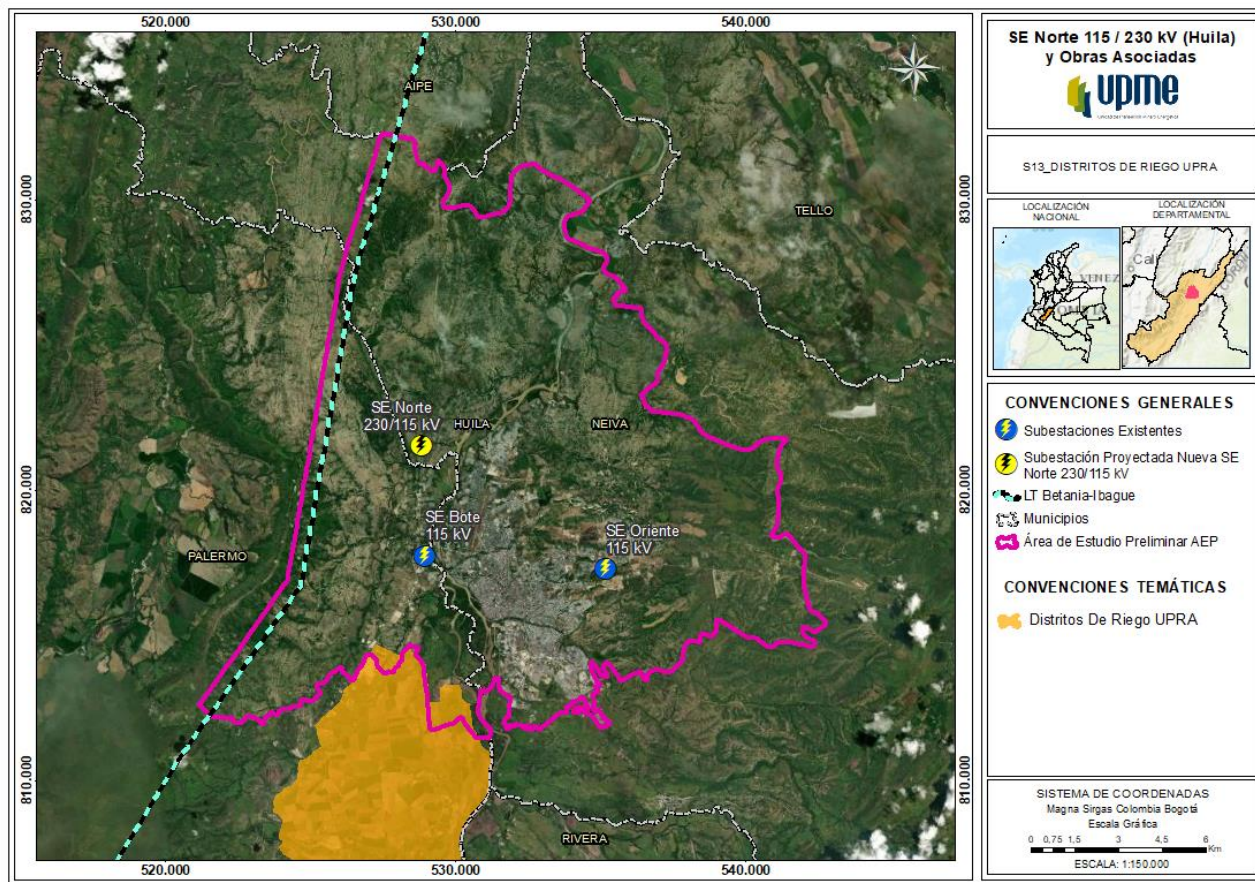 520.000
530.000
540.000
830.000
820.000
810.000
AIPE
TELLO
SE Norte
230/115 kV
HUILA
NEIVA
SE Bote
115 kV
SE Oriente
115 kV
PALERMO
RIVERA
830.000
820.000
810.000
520.000
530.000
540.000
SE Norte 115 / 230 kV (Huila)
y Obras Asociadas
upme
S13_DISTRITOS DE RIEGO UPRA
LOCALIZACIÓN
NACIONAL
LOCALIZACIÓN
DEPARTAMENTAL
VENEZ
Cali
CONVENCIONES GENERALES
Subestaciones Existentes
Subestación Proyectada Nueva SE
Norte 230/115 kV
LT Betania-Ibague
Municipios
Área de Estudio Preliminar AEP
CONVENCIONES TEMÁTICAS
Distritos De Riego UPRA
SISTEMA DE COORDENADAS
Magna Sirgas Colombia Bogotá
Escala Gráfica
0 0,75 1,5 3 4,5 6
Km
ESCALA: 1:150.000